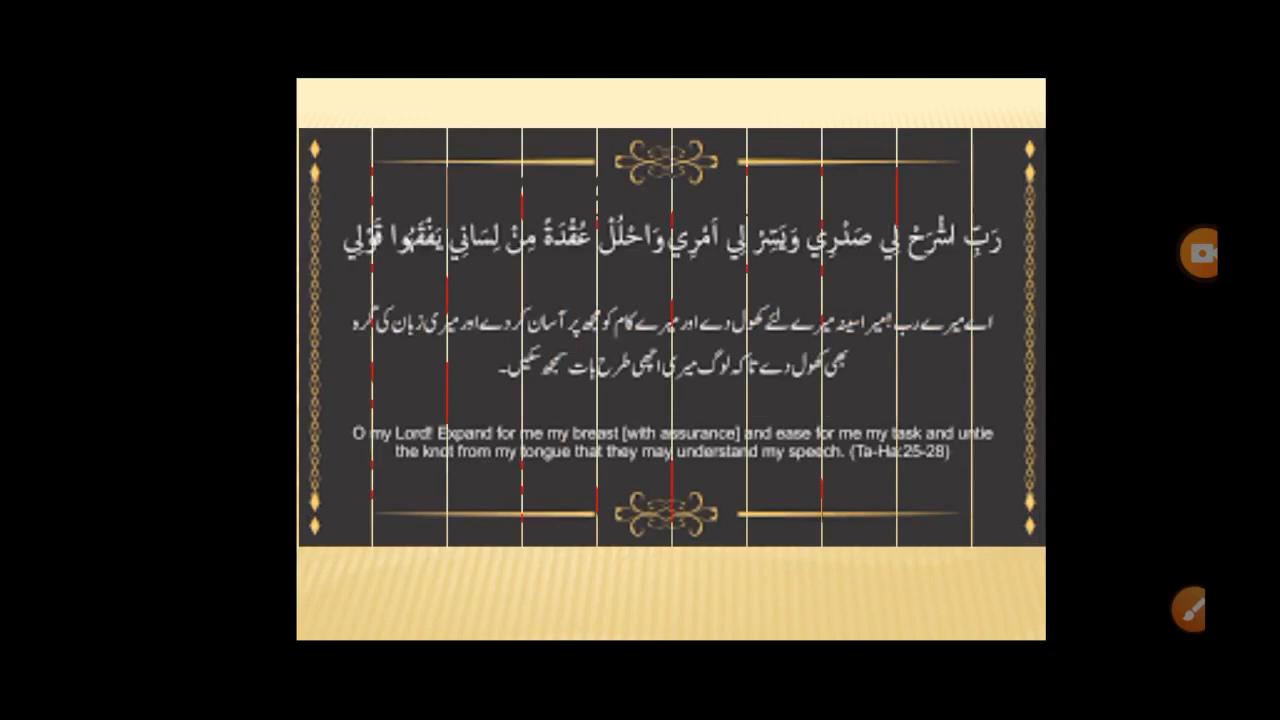 رَبِّ اشْرَحْ لِي صَدْرِي وَيَسِّرْ لِي أَمْرِي وَاحْلُلْ عُقْدَةً مِنْ لِسَانِي يَفْقَهُوا قَوْلِي
اے میرے رب! میرا سینہ میرے لئے کھول دے اور میرے کام کو مجھ پر آسان کر دے اور میری زبان کی گرہ
بھی کھول دے تاکہ لوگ میری اچھی طرح بات سمجھ سکیں۔
O my Lord! Expand for me my breast [with assurance] and ease for me my task and untie
the knot from my tongue that they may understand my speech. (Ta-Ha:25-28)